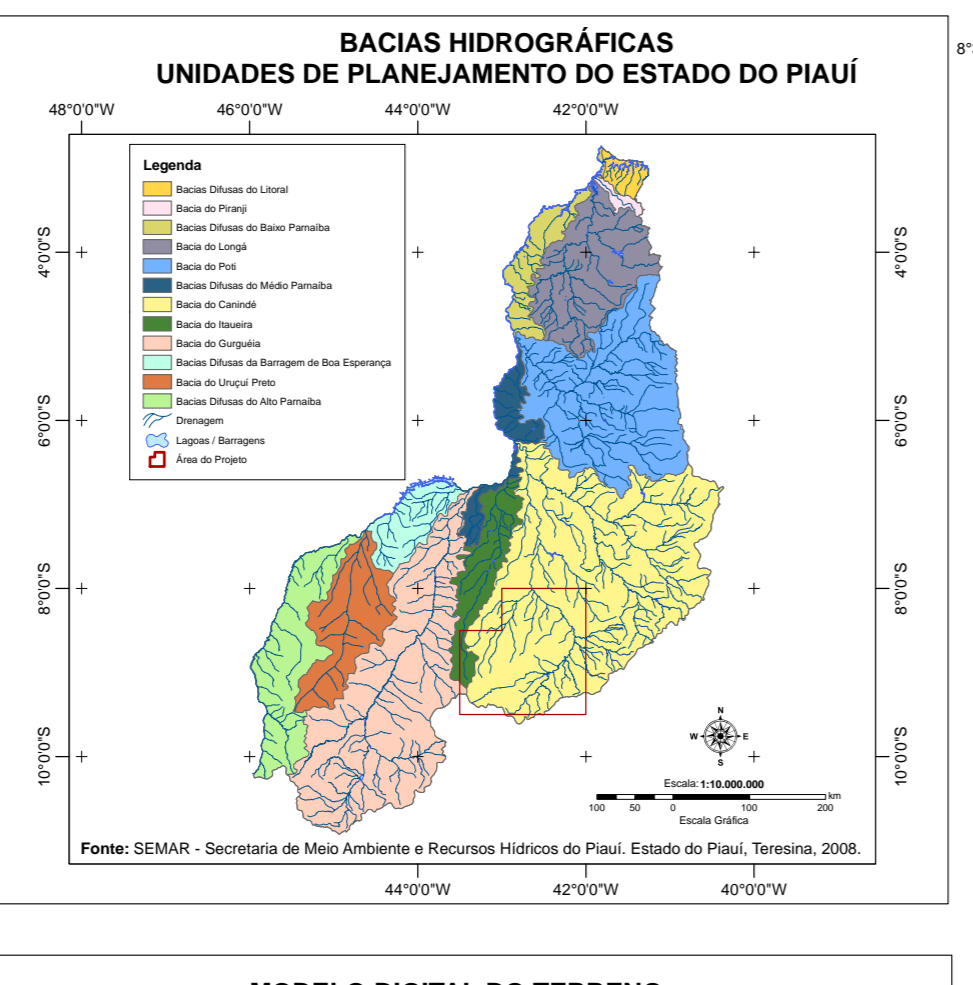 BACIAS HIDROGRÁFICAS
UNIDADES DE PLANEJAMENTO DO ESTADO DO PIAUÍ
48°0'0"W 46°0'0"W 44°0'0"W 42°0'0"W
Legenda
Bacias Difusas do Litoral
Bacia do Piranji
Bacias Difusas do Baixo Parnaíba
Bacia do Longá
Bacia do Poti
Bacias Difusas do Médio Parnaíba
Bacia do Canindé
Bacia do Itaueira
Bacia do Gurguéia
Bacias Difusas da Barragem de Boa Esperança
Bacia do Uruçuí Preto
Bacias Difusas do Alto Parnaíba
Drenagem
Lagoas / Barragens
Área do Projeto
4°0'0"S 4°0'0"S
6°0'0"S 6°0'0"S
8°0'0"S 8°0'0"S
10°0'0"S 10°0'0"S
N
W E
S
Escala: 1:10.000.000
km
100 50 0 100 200
Escala Gráfica
Fonte: SEMAR - Secretaria de Meio Ambiente e Recursos Hídricos do Piauí. Estado do Piauí, Teresina, 2008.
44°0'0"W 42°0'0"W 40°0'0"W
MODELO DIGITAL DO TERRENO